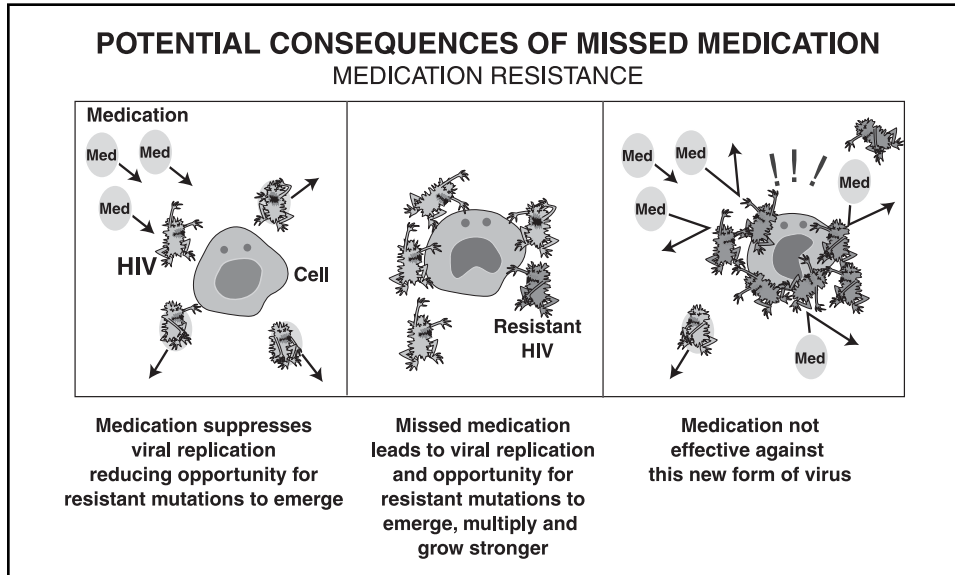 POTENTIAL CONSEQUENCES OF MISSED MEDICATION
MEDICATION RESISTANCE
Medication
Med
Med
Med
HIV
Cell
Medication suppresses
viral replication
reducing opportunity for
resistant mutations to emerge
Resistant
HIV
Missed medication
leads to viral replication
and opportunity for
resistant mutations to
emerge, multiply and
grow stronger
Med
Med
Med
! ! !
Med
Med
Medication not
effective against
this new form of virus